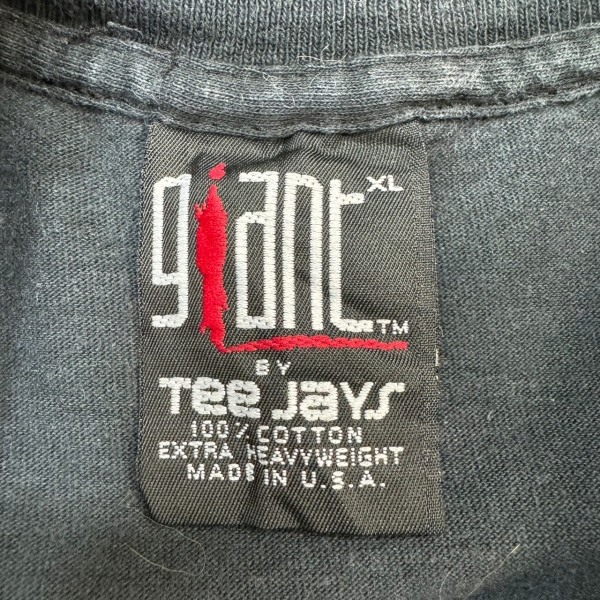 giant XL TM
BY
Tee Jays
100% COTTON
EXTRA HEAVYWEIGHT
MADE IN U.S.A.